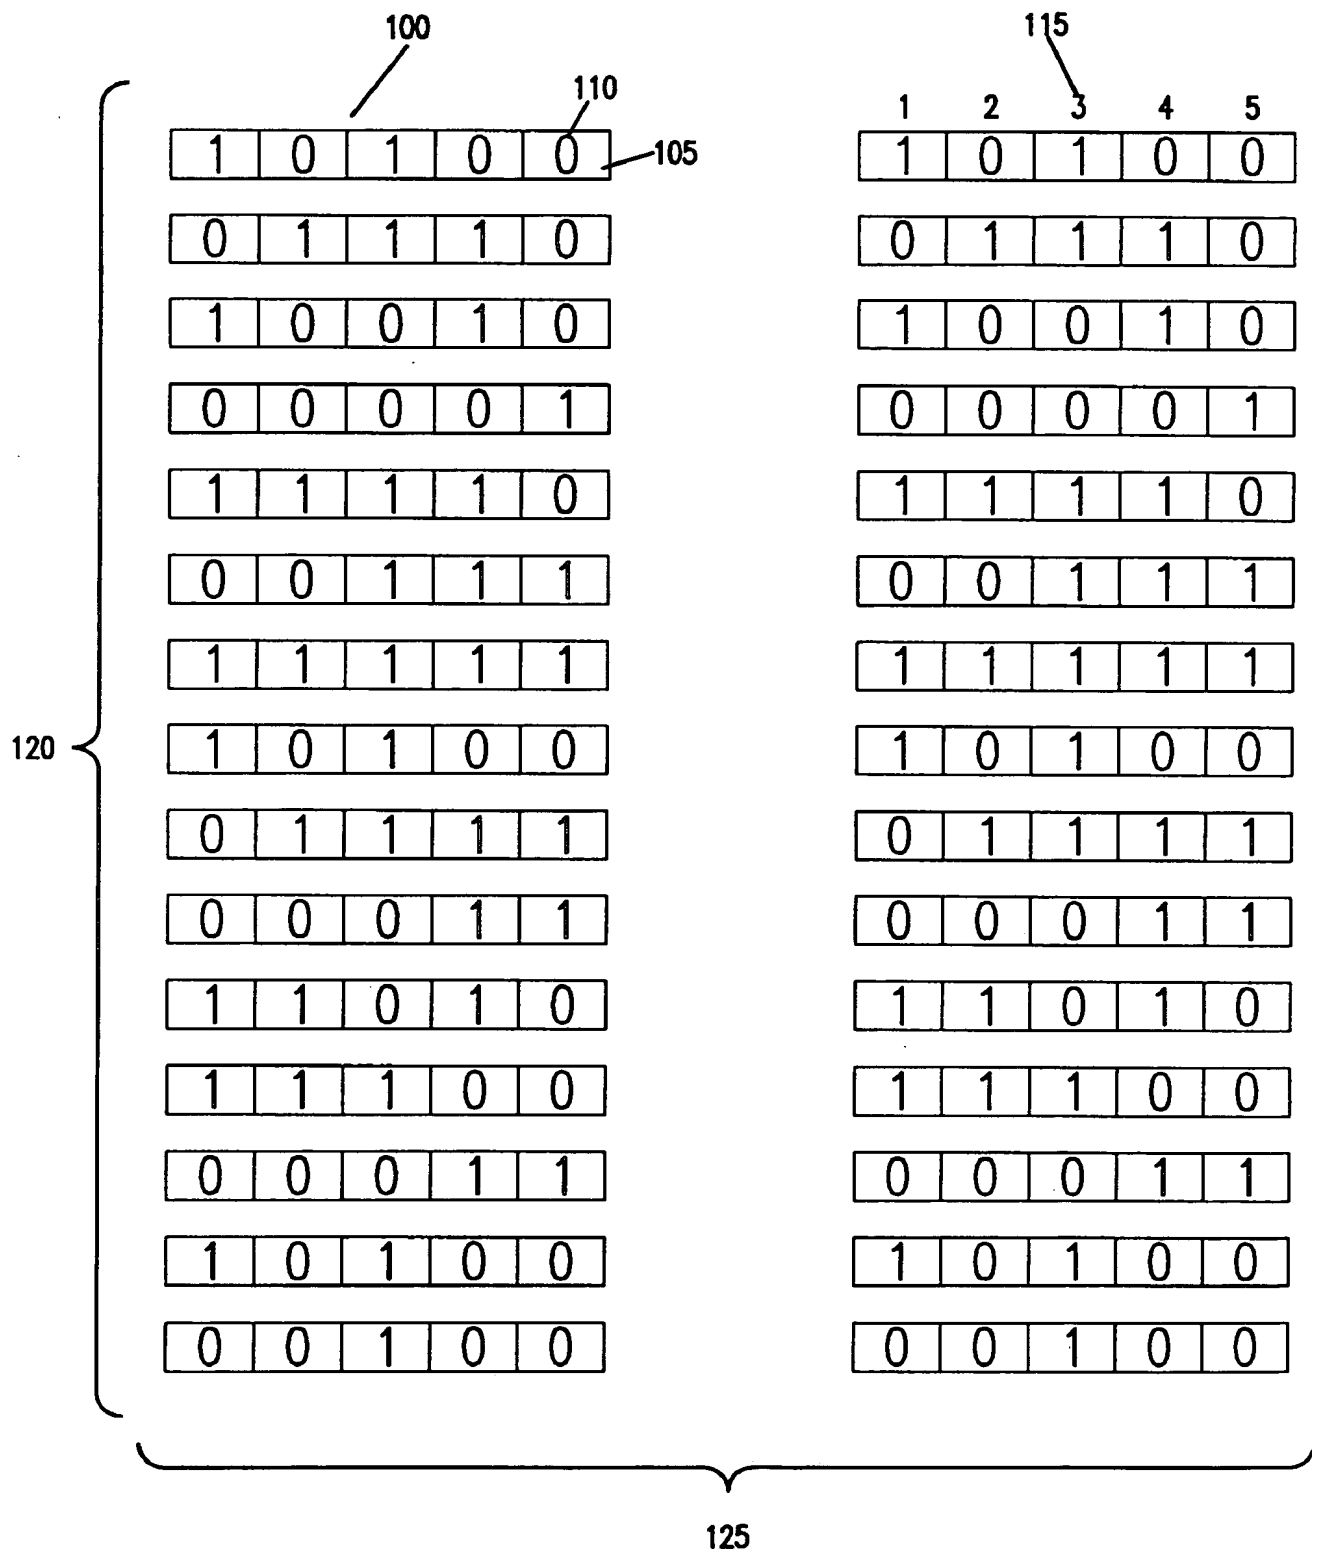 100 115
110
1 2 3 4 5
1 0 1 0 0 105 1 0 1 0 0
0 1 1 1 0 0 1 1 1 0
1 0 0 1 0 1 0 0 1 0
0 0 0 0 1 0 0 0 0 1
1 1 1 1 0 1 1 1 1 0
0 0 1 1 1 0 0 1 1 1
1 1 1 1 1 1 1 1 1 1
120 1 0 1 0 0 1 0 1 0 0
0 1 1 1 1 0 1 1 1 1
0 0 0 1 1 0 0 0 1 1
1 1 0 1 0 1 1 0 1 0
1 1 1 0 0 1 1 1 0 0
0 0 0 1 1 0 0 0 1 1
1 0 1 0 0 1 0 1 0 0
0 0 1 0 0 0 0 1 0 0
125